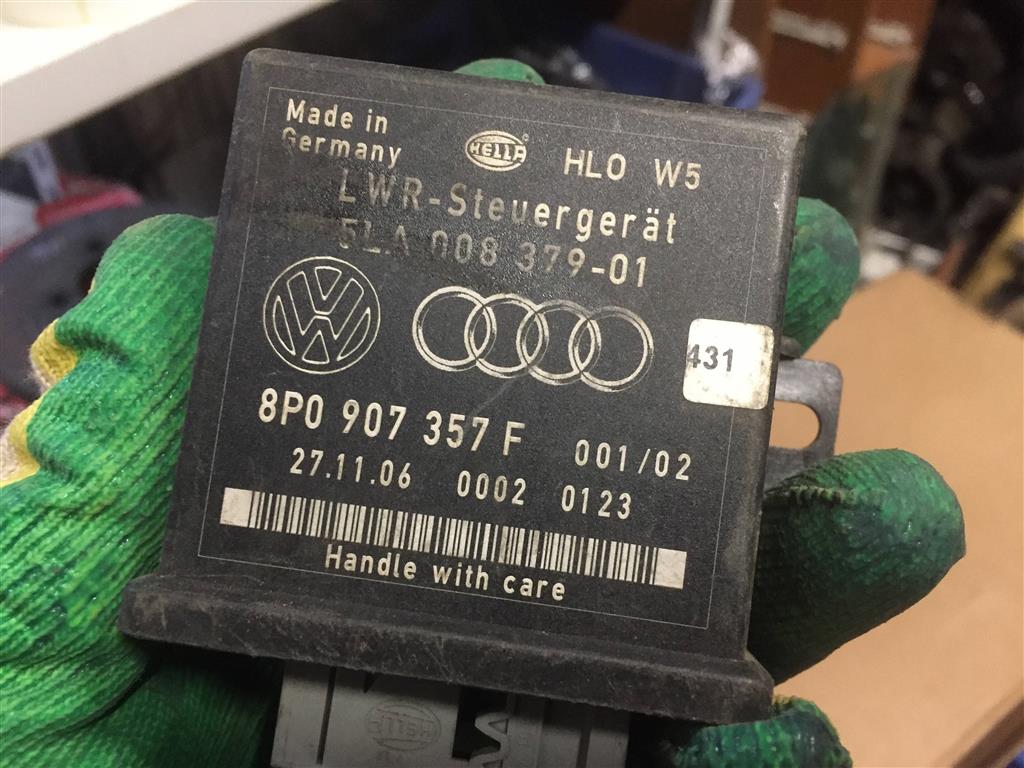 Made in
Germany
HELLA
HLO W5
LWR-Steuergerät
5LA 008 379-01
431
8P0 907 357 F
001/02
27.11.06 0002 0123
Handle with care
HELLA